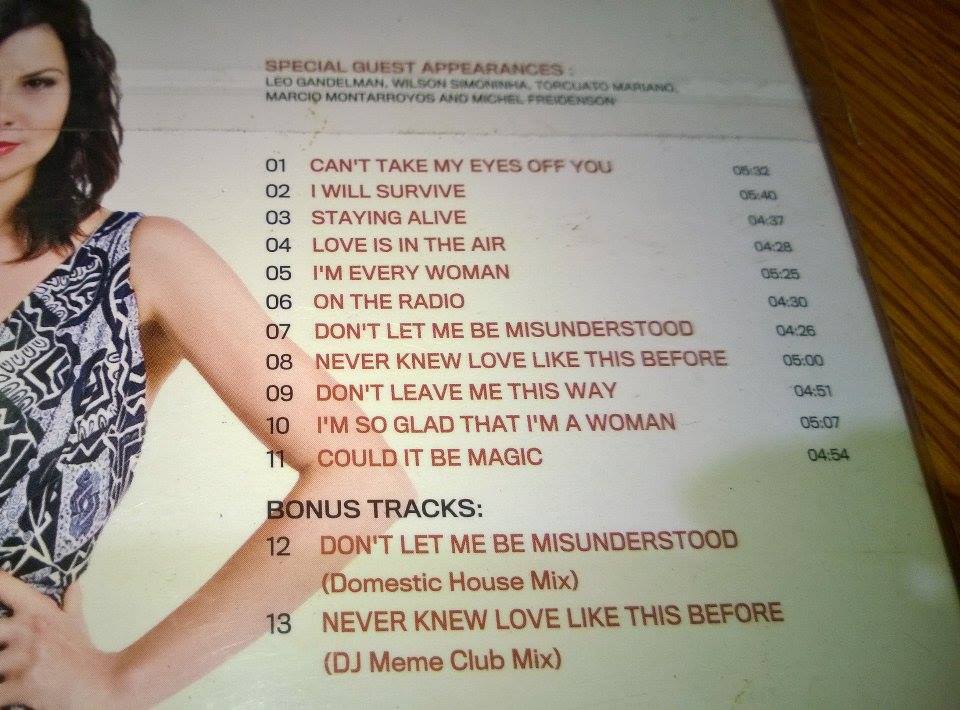 SPECIAL GUEST APPEARANCES :
LEO GANDELMAN, WILSON SIMONINHA, TORCUATO MARIANO,
MARCIO MONTARROYOS AND MICHEL FREIDENSON
01 CAN'T TAKE MY EYES OFF YOU 05:32
02 I WILL SURVIVE 05:40
03 STAYING ALIVE 04:37
04 LOVE IS IN THE AIR 04:28
05 I'M EVERY WOMAN 05:25
06 ON THE RADIO 04:30
07 DON'T LET ME BE MISUNDERSTOOD 04:26
08 NEVER KNEW LOVE LIKE THIS BEFORE 05:00
09 DON'T LEAVE ME THIS WAY 04:51
10 I'M SO GLAD THAT I'M A WOMAN 05:07
11 COULD IT BE MAGIC 04:54
BONUS TRACKS:
12 DON'T LET ME BE MISUNDERSTOOD
(Domestic House Mix)
13 NEVER KNEW LOVE LIKE THIS BEFORE
(DJ Meme Club Mix)